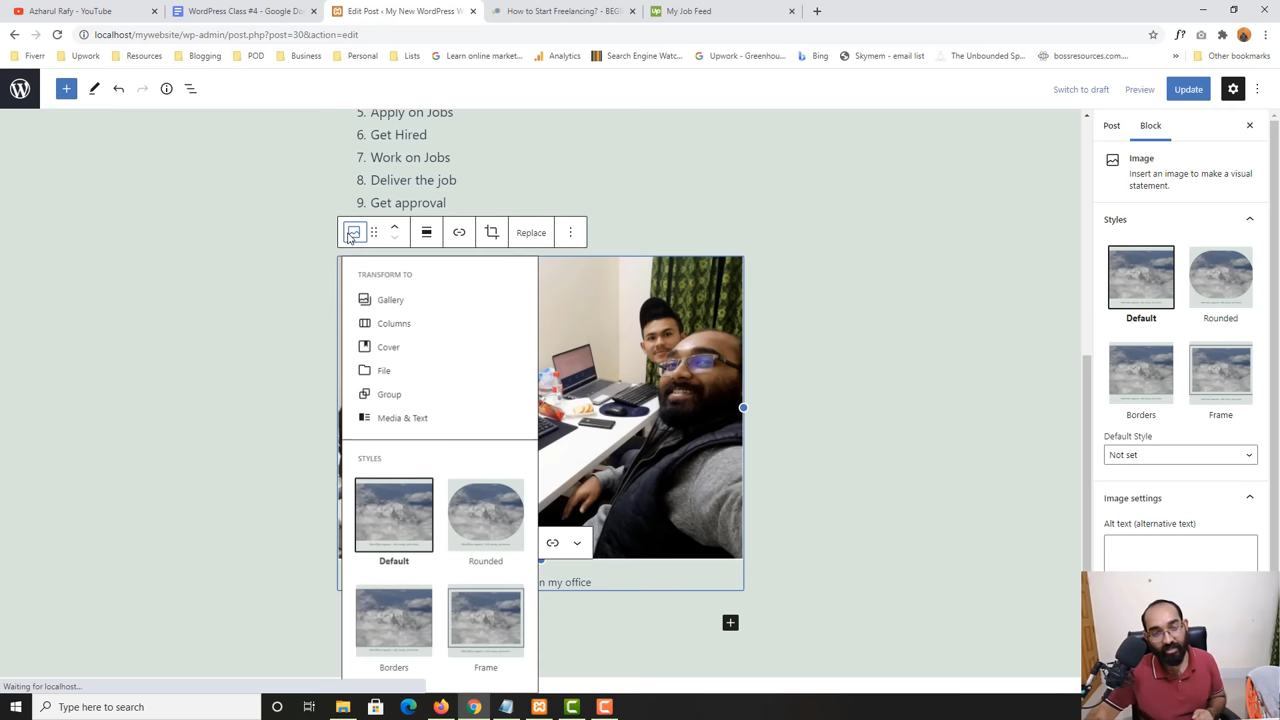 Azharul Rafy - YouTube
WordPress Class #4 - Google Do
Edit Post ‹ My New WordPress W
How to Start Freelancing? - BEG
My Job Feed
localhost/mywebsite/wp-admin/post.php?post=30&action=edit
Fiverr
Upwork
Resources
Blogging
POD
Business
Personal
Lists
Learn online market...
Analytics
Search Engine Watc...
Upwork - Greenhou...
Bing
Skymem - email list
The Unbounded Sp...
bossresources.com...
Other bookmarks
Switch to draft
Preview
Update
5. Apply on Jobs
6. Get Hired
7. Work on Jobs
8. Deliver the job
9. Get approval
Replace
TRANSFORM TO
Gallery
Columns
Cover
File
Group
Media & Text
STYLES
Default
Rounded
Borders
Frame
n my office
Post
Block
Image
Insert an image to make a visual
statement.
Styles
Default
Rounded
Borders
Frame
Default Style
Not set
Image settings
Alt text (alternative text)
Waiting for localhost...
Type here to search